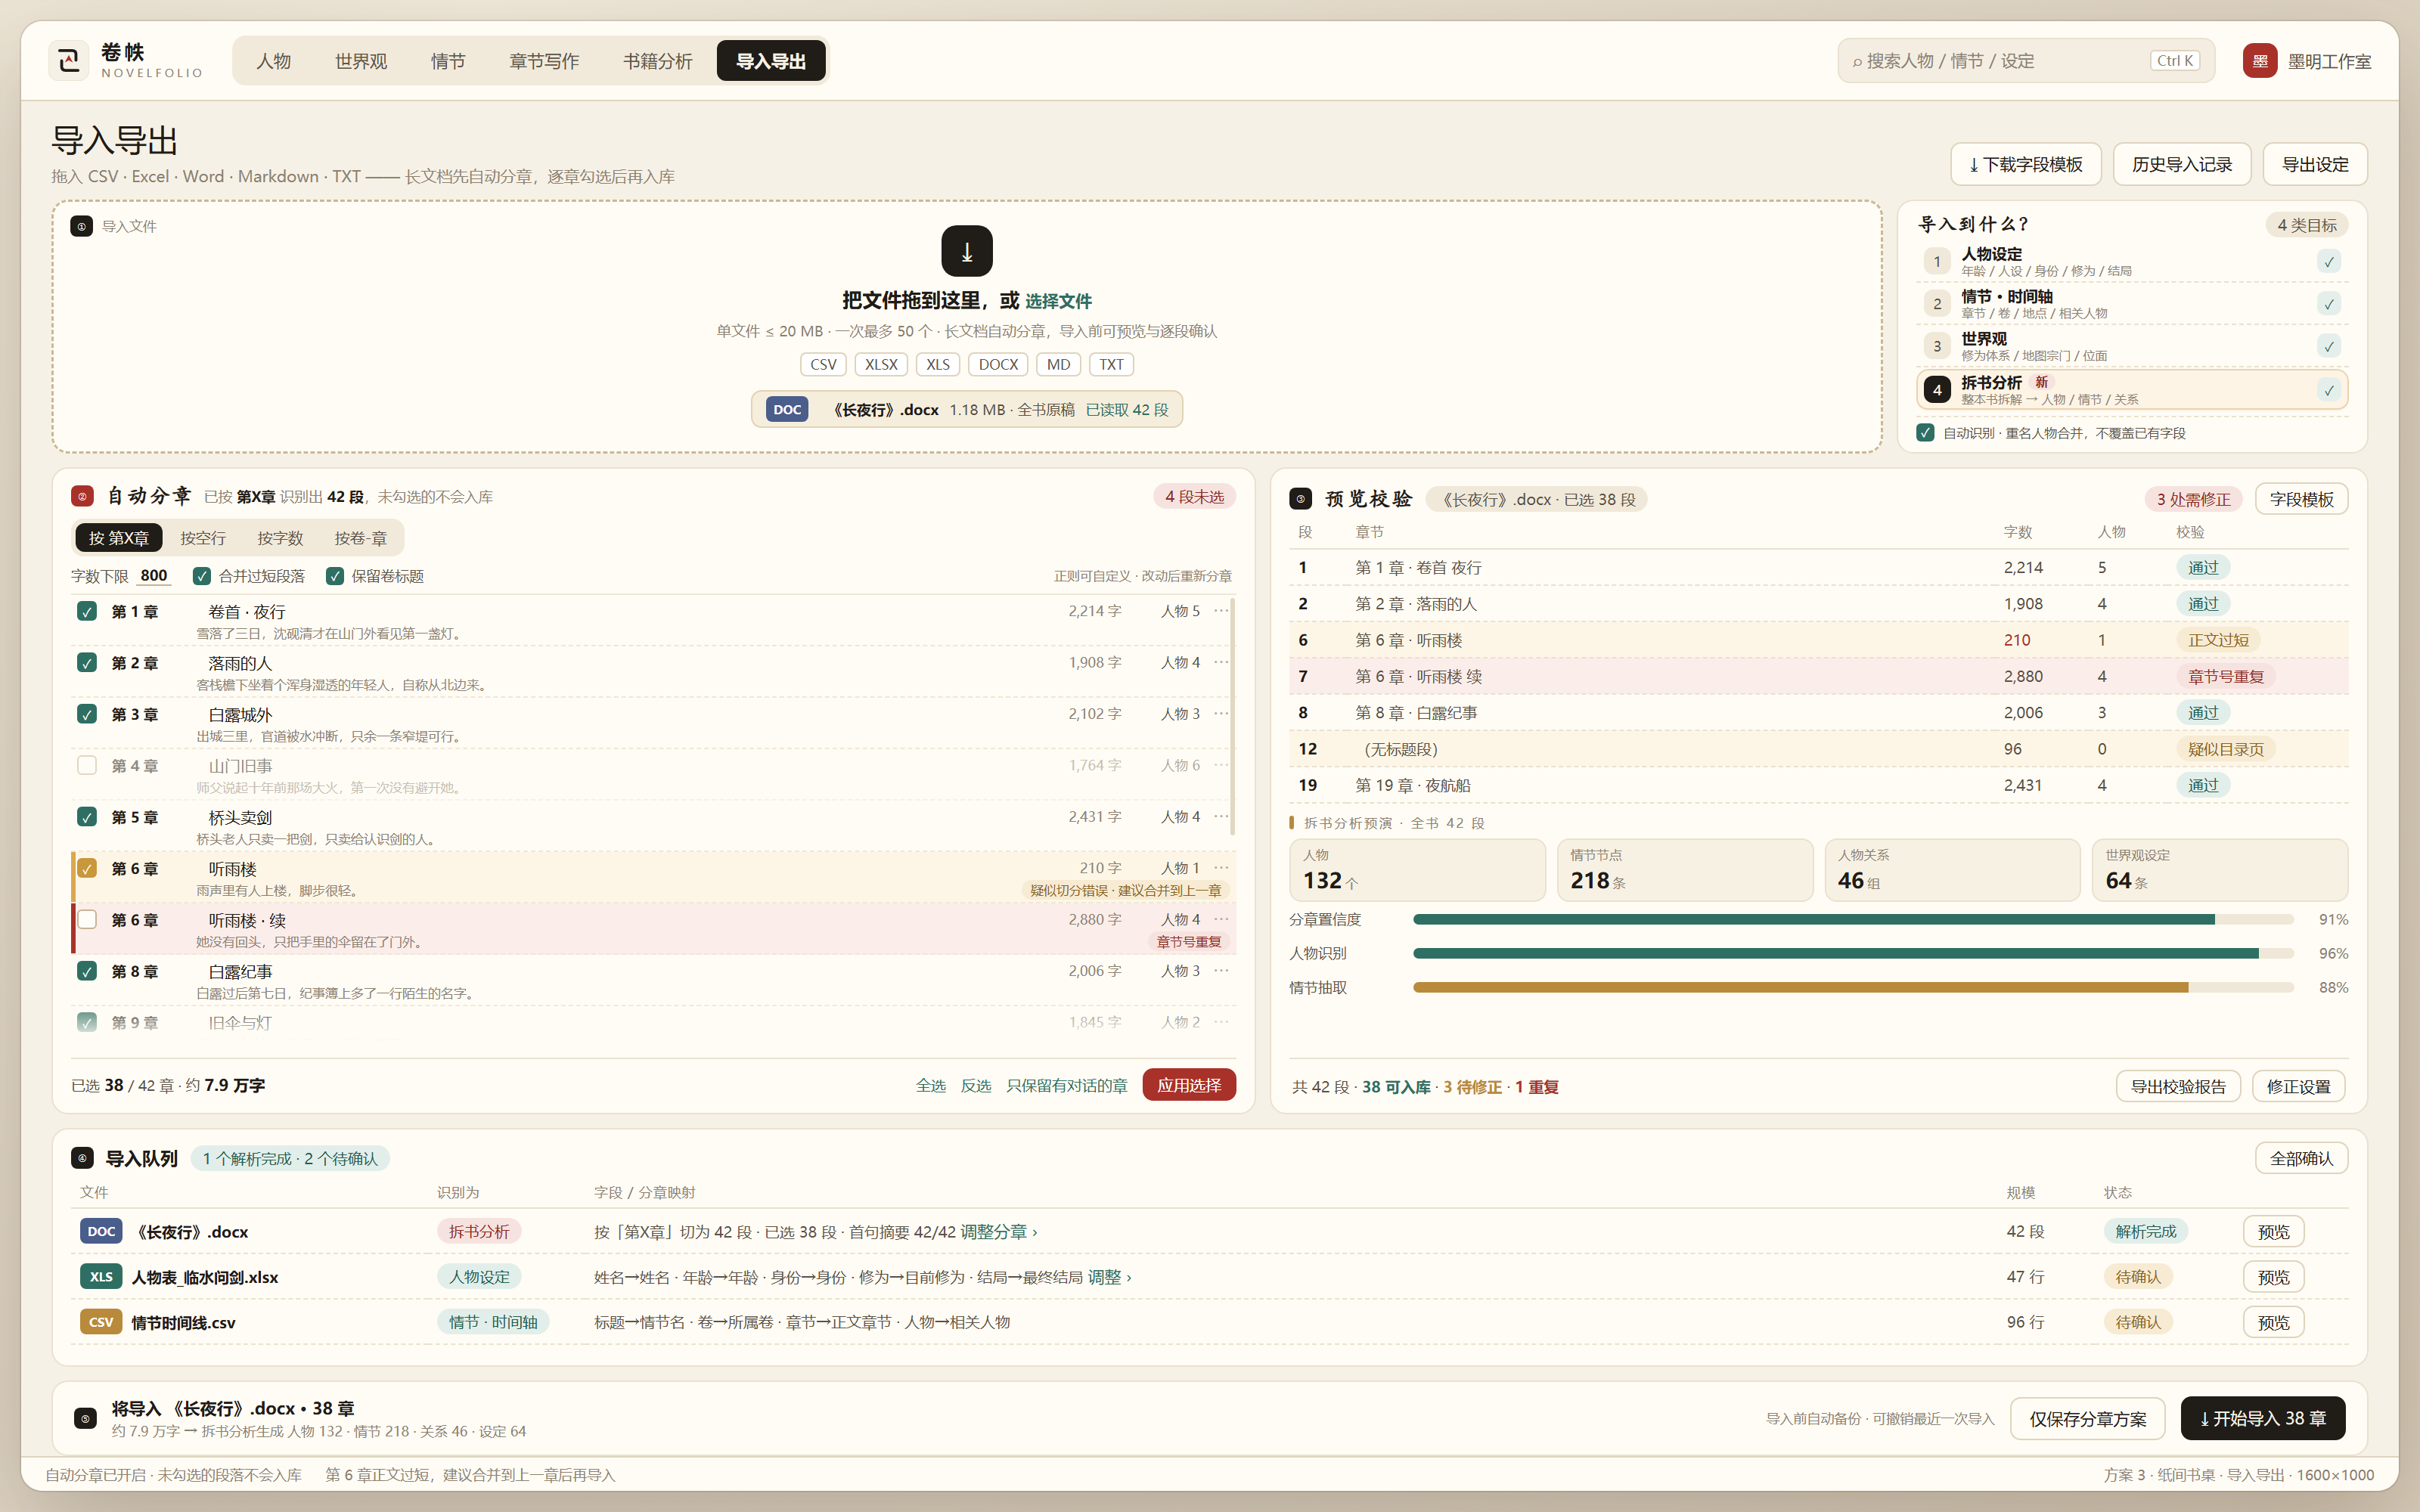 卷帙
NOVELFOLIO
人物 世界观 情节 章节写作 书籍分析 导入导出
搜索人物 / 情节 / 设定 Ctrl K
墨 墨明工作室
导入导出
拖入 CSV · Excel · Word · Markdown · TXT —— 长文档先自动分章，逐章勾选后再入库
↓下载字段模板 历史导入记录 导出设定
① 导入文件
把文件拖到这里，或 选择文件
单文件 ≤ 20 MB · 一次最多 50 个 · 长文档自动分章，导入前可预览与逐段确认
CSV XLSX XLS DOCX MD TXT
DOC 《长夜行》.docx 1.18 MB · 全书原稿 已读取 42 段
导入到什么？ 4 类目标
1 人物设定 ✓
年龄 / 人设 / 身份 / 修为 / 结局
2 情节 · 时间轴 ✓
章节 / 卷 / 地点 / 相关人物
3 世界观 ✓
修为体系 / 地图宗门 / 位面
4 拆书分析 新 ✓
整本书拆解 → 人物 / 情节 / 关系
✓ 自动识别 · 重名人物合并，不覆盖已有字段
② 自动分章 已按 第X章 识别出 42 段，未勾选的不会入库 4 段未选
按 第X章 按空行 按字数 按卷-章
字数下限 800 ✓ 合并过短段落 ✓ 保留卷标题 正则可自定义 · 改动后重新分章
✓ 第 1 章 卷首 · 夜行 2,214 字 人物 5 ···
雪落了三日，沈砚清才在山门外看见第一盏灯。
✓ 第 2 章 落雨的人 1,908 字 人物 4 ···
客栈檐下坐着个浑身湿透的年轻人，自称从北边来。
✓ 第 3 章 白露城外 2,102 字 人物 3 ···
出城三里，官道被水冲断，只余一条窄堤可行。
第 4 章 山门旧事 1,764 字 人物 6 ···
师父说起十年前那场大火，第一次没有避开她。
✓ 第 5 章 桥头卖剑 2,431 字 人物 4 ···
桥头老人只卖一把剑，只卖给认识剑的人。
✓ 第 6 章 听雨楼 210 字 人物 1 ···
雨声里有人上楼，脚步很轻。 疑似切分错误 · 建议合并到上一章
第 6 章 听雨楼 · 续 2,880 字 人物 4 ···
她没有回头，只把手里的伞留在了门外。 章节号重复
✓ 第 8 章 白露纪事 2,006 字 人物 3 ···
白露过后第七日，纪事簿上多了一行陌生的名字。
✓ 第 9 章 旧伞与灯 1,845 字 人物 2 ···
已选 38 / 42 章 · 约 7.9 万字 全选 反选 只保留有对话的章 应用选择
③ 预览校验 《长夜行》.docx · 已选 38 段 3 处需修正 字段模板
段 章节 字数 人物 校验
1 第 1 章 · 卷首 夜行 2,214 5 通过
2 第 2 章 · 落雨的人 1,908 4 通过
6 第 6 章 · 听雨楼 210 1 正文过短
7 第 6 章 · 听雨楼 续 2,880 4 章节号重复
8 第 8 章 · 白露纪事 2,006 3 通过
12 （无标题段） 96 0 疑似目录页
19 第 19 章 · 夜航船 2,431 4 通过
拆书分析预演 · 全书 42 段
人物 情节节点 人物关系 世界观设定
132 个 218 条 46 组 64 条
分章置信度 91%
人物识别 96%
情节抽取 88%
共 42 段 · 38 可入库 · 3 待修正 · 1 重复 导出校验报告 修正设置
④ 导入队列 1 个解析完成 · 2 个待确认 全部确认
文件 识别为 字段 / 分章映射 规模 状态
DOC 《长夜行》.docx 拆书分析 按「第X章」切为 42 段 · 已选 38 段 · 首句摘要 42/42 调整分章 › 42 段 解析完成 预览
XLS 人物表_临水问剑.xlsx 人物设定 姓名→姓名 · 年龄→年龄 · 身份→身份 · 修为→目前修为 · 结局→最终结局 调整 › 47 行 待确认 预览
CSV 情节时间线.csv 情节 · 时间轴 标题→情节名 · 卷→所属卷 · 章节→正文章节 · 人物→相关人物 96 行 待确认 预览
⑤ 将导入 《长夜行》.docx · 38 章
约 7.9 万字 → 拆书分析生成 人物 132 · 情节 218 · 关系 46 · 设定 64
导入前自动备份 · 可撤销最近一次导入 仅保存分章方案 ↓开始导入 38 章
自动分章已开启 · 未勾选的段落不会入库 第 6 章正文过短，建议合并到上一章后再导入 方案 3 · 纸间书桌 · 导入导出 · 1600×1000